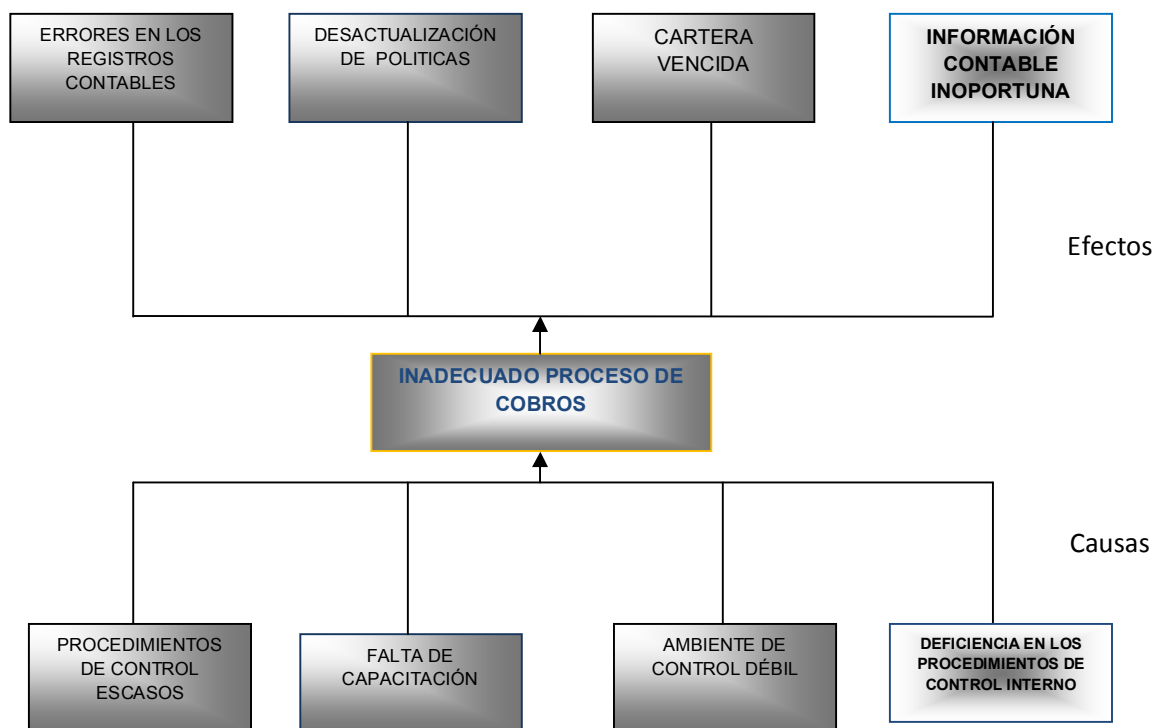 ERRORES EN LOS
REGISTROS
CONTABLES
DESACTUALIZACIÓN
DE POLITICAS
CARTERA
VENCIDA
INFORMACIÓN
CONTABLE
INOPORTUNA
Efectos
INADECUADO PROCESO DE
COBROS
Causas
PROCEDIMIENTOS
DE CONTROL
ESCASOS
FALTA DE
CAPACITACIÓN
AMBIENTE DE
CONTROL DÉBIL
DEFICIENCIA EN LOS
PROCEDIMIENTOS DE
CONTROL INTERNO